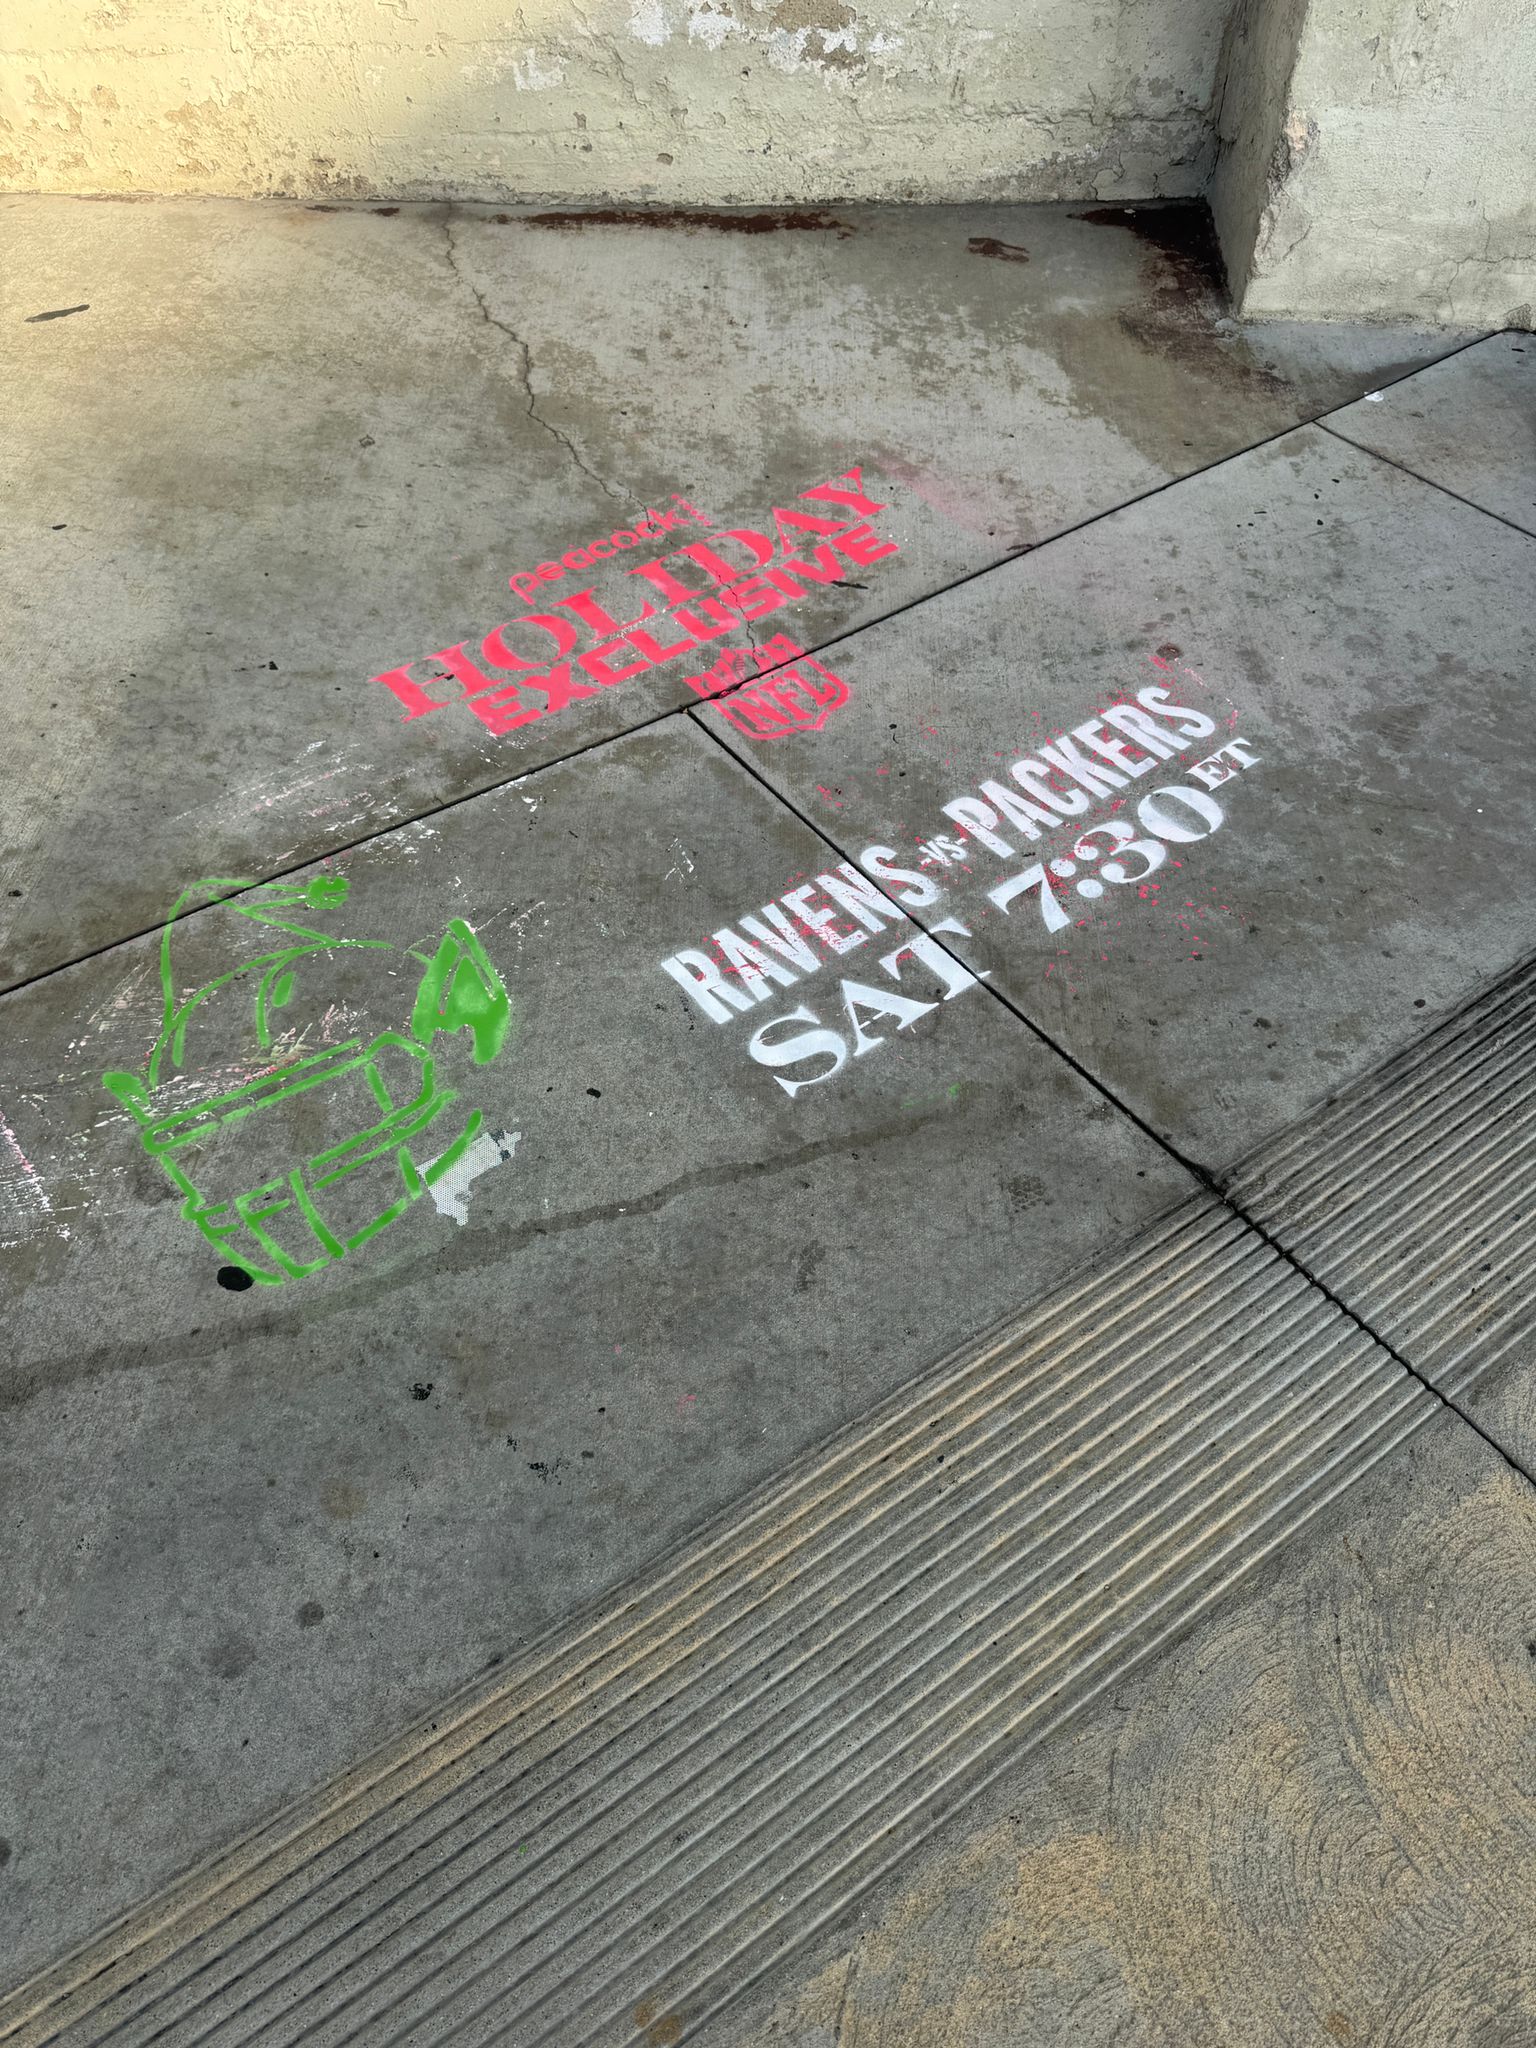 peacock
HOLIDAY
EXCLUSIVE
NFL
RAVENS -VS- PACKERS
SAT 7:30 ET